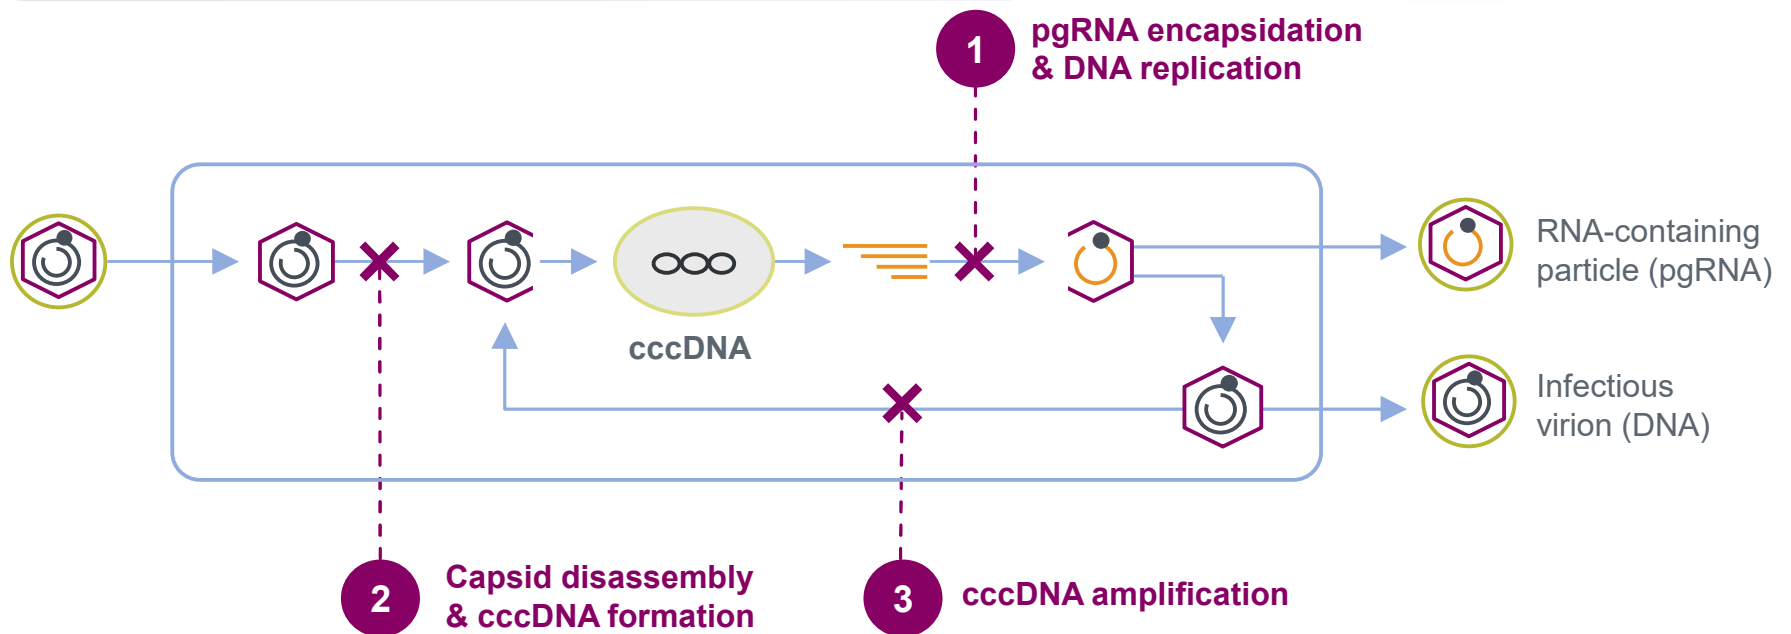 1
pgRNA encapsidation
& DNA replication
RNA-containing
particle (pgRNA)
cccDNA
Infectious
virion (DNA)
2
Capsid disassembly
& cccDNA formation
3
cccDNA amplification